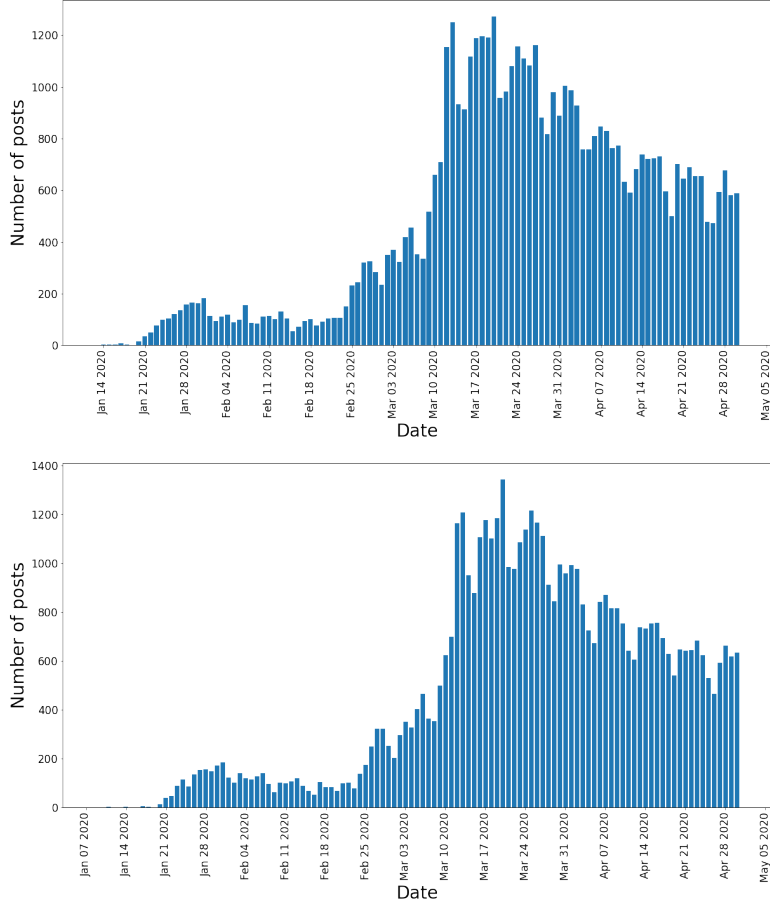 1200
1000
800
600
400
200
0
Number of posts
Jan 14 2020
Jan 21 2020
Jan 28 2020
Feb 04 2020
Feb 11 2020
Feb 18 2020
Feb 25 2020
Mar 03 2020
Mar 10 2020
Mar 17 2020
Mar 24 2020
Mar 31 2020
Apr 07 2020
Apr 14 2020
Apr 21 2020
Apr 28 2020
May 05 2020
Date
1400
1200
1000
800
600
400
200
0
Number of posts
Jan 07 2020
Jan 14 2020
Jan 21 2020
Jan 28 2020
Feb 04 2020
Feb 11 2020
Feb 18 2020
Feb 25 2020
Mar 03 2020
Mar 10 2020
Mar 17 2020
Mar 24 2020
Mar 31 2020
Apr 07 2020
Apr 14 2020
Apr 21 2020
Apr 28 2020
May 05 2020
Date